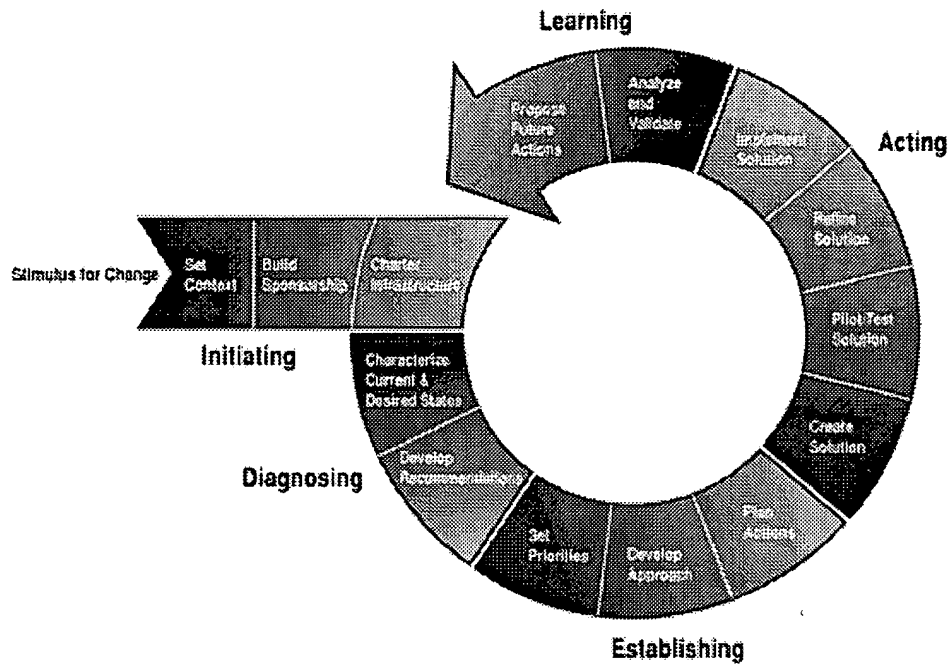 Learning
Propose
Future
Actions
Analyze
and
Validate
Implement
Solution
Acting
Refine
Solution
Pilot Test
Solution
Create
Solution
Stimulus for Change
Set
Context
Build
Sponsorship
Charter
Infrastructure
Initiating
Characterize
Current &
Desired States
Diagnosing
Develop
Recommendations
Set
Priorities
Develop
Approach
Plan
Actions
Establishing